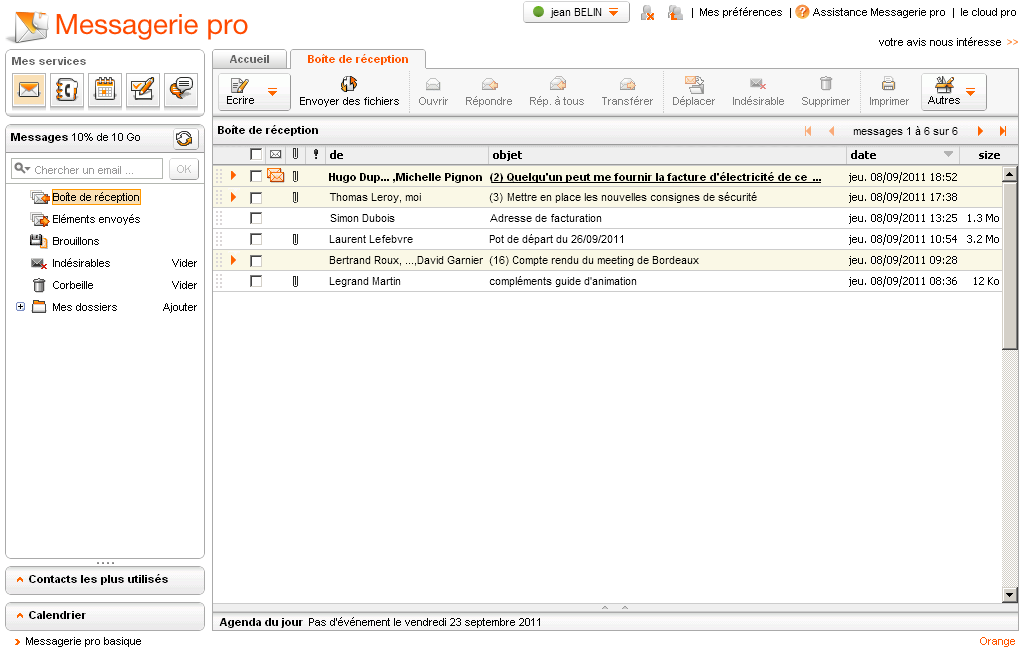 Messagerie pro
jean BELIN
Mes préférences | Assistance Messagerie pro | le cloud pro
votre avis nous intéresse >>
Mes services
Accueil
Boîte de réception
Ecrire
Envoyer des fichiers
Ouvrir
Répondre
Rép. à tous
Transférer
Déplacer
Indésirable
Supprimer
Imprimer
Autres
Messages 10% de 10 Go
Chercher un email ....
OK
Boîte de réception
Eléments envoyés
Brouillons
Indésirables Vider
Corbeille Vider
Mes dossiers Ajouter
Contacts les plus utilisés
Calendrier
Messagerie pro basique
Boîte de réception
messages 1 à 6 sur 6
de objet date size
Hugo Dup... ,Michelle Pignon (2) Quelqu'un peut me fournir la facture d'électricité de ce ... jeu. 08/09/2011 18:52
Thomas Leroy, moi (3) Mettre en place les nouvelles consignes de sécurité jeu. 08/09/2011 17:38
Simon Dubois Adresse de facturation jeu. 08/09/2011 13:25 1.3 Mo
Laurent Lefebvre Pot de départ du 26/09/2011 jeu. 08/09/2011 10:54 3.2 Mo
Bertrand Roux, ...,David Garnier (16) Compte rendu du meeting de Bordeaux jeu. 08/09/2011 09:28
Legrand Martin compléments guide d'animation jeu. 08/09/2011 08:36 12 Ko
Agenda du jour Pas d'événement le vendredi 23 septembre 2011
Orange